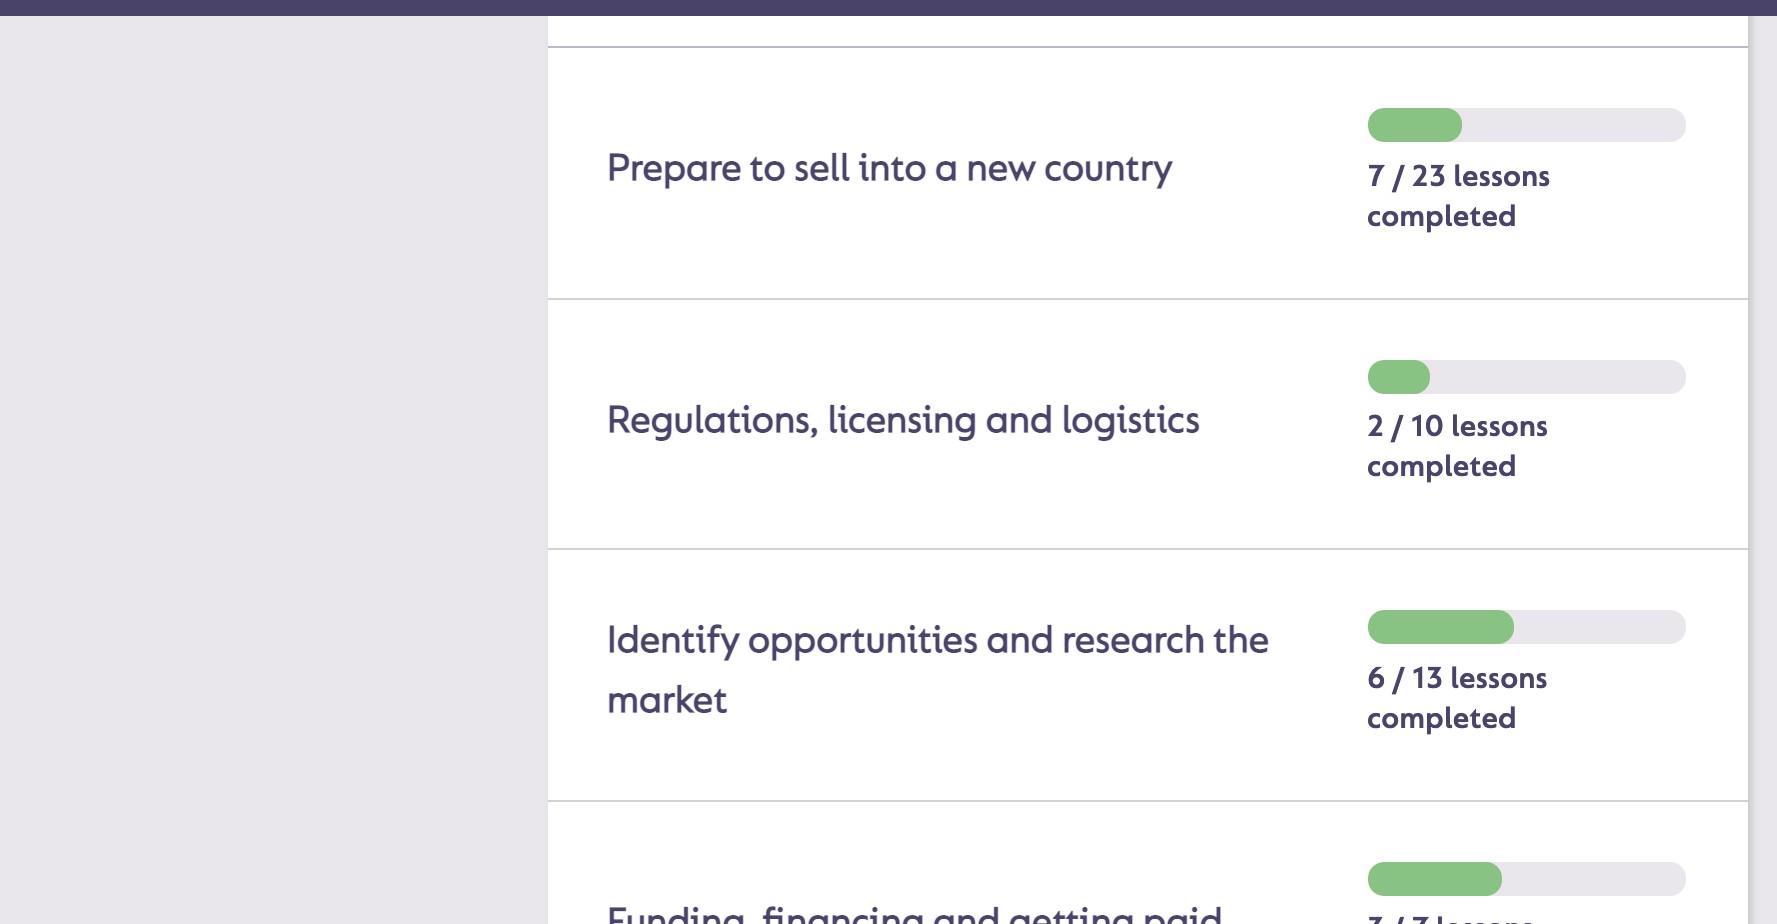 Prepare to sell into a new country
7 / 23 lessons
completed
Regulations, licensing and logistics
2 / 10 lessons
completed
Identify opportunities and research the
market
6 / 13 lessons
completed
Funding, financing and getting paid
lessons